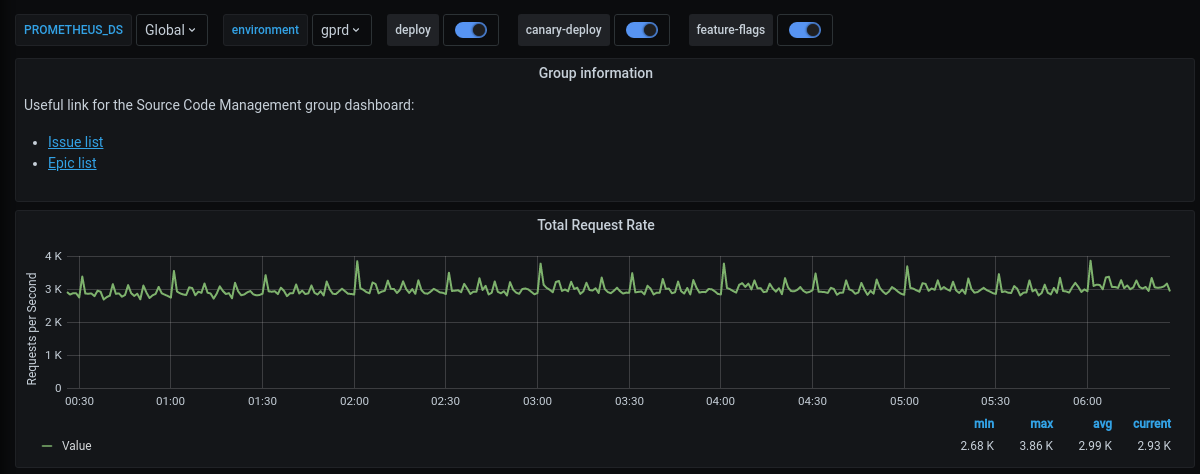 PROMETHEUS_DS Global environment gprd deploy canary-deploy feature-flags
Group information
Useful link for the Source Code Management group dashboard:
Issue list
Epic list
Total Request Rate
Requests per Second
4 K
3 K
2 K
1 K
0
00:30 01:00 01:30 02:00 02:30 03:00 03:30 04:00 04:30 05:00 05:30 06:00
min max avg current
Value 2.68 K 3.86 K 2.99 K 2.93 K